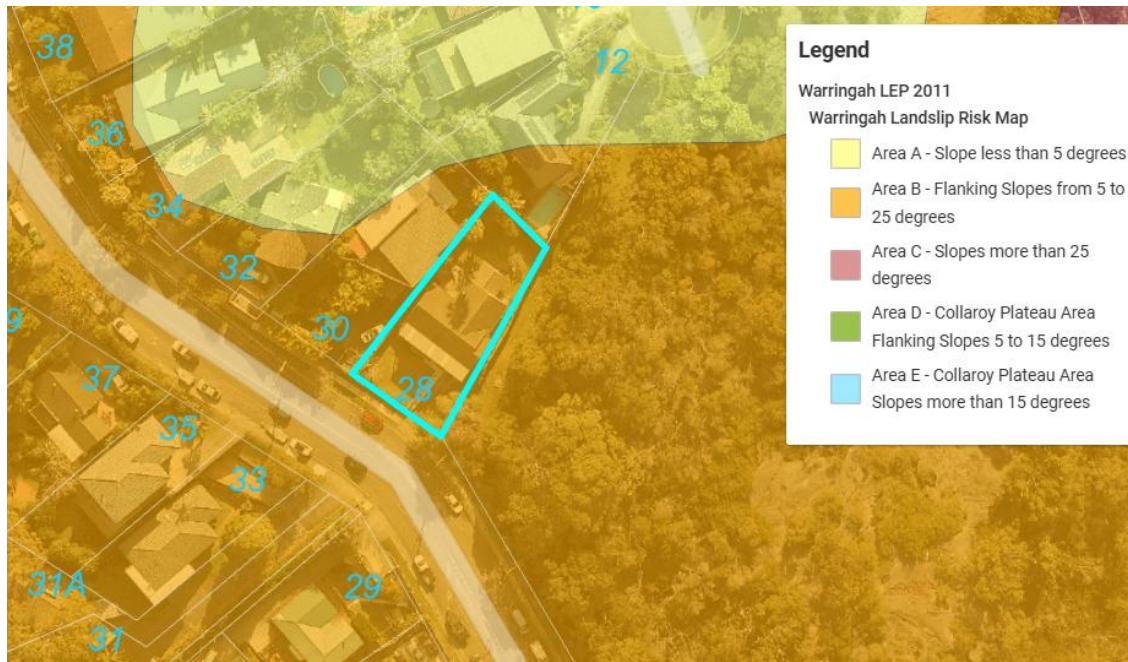 38
12
36
34
32
30
28
37
35
33
31A
31
29
Legend
Warringah LEP 2011
Warringah Landslip Risk Map
Area A - Slope less than 5 degrees
Area B - Flanking Slopes from 5 to
25 degrees
Area C - Slopes more than 25
degrees
Area D - Collaroy Plateau Area
Flanking Slopes 5 to 15 degrees
Area E - Collaroy Plateau Area
Slopes more than 15 degrees